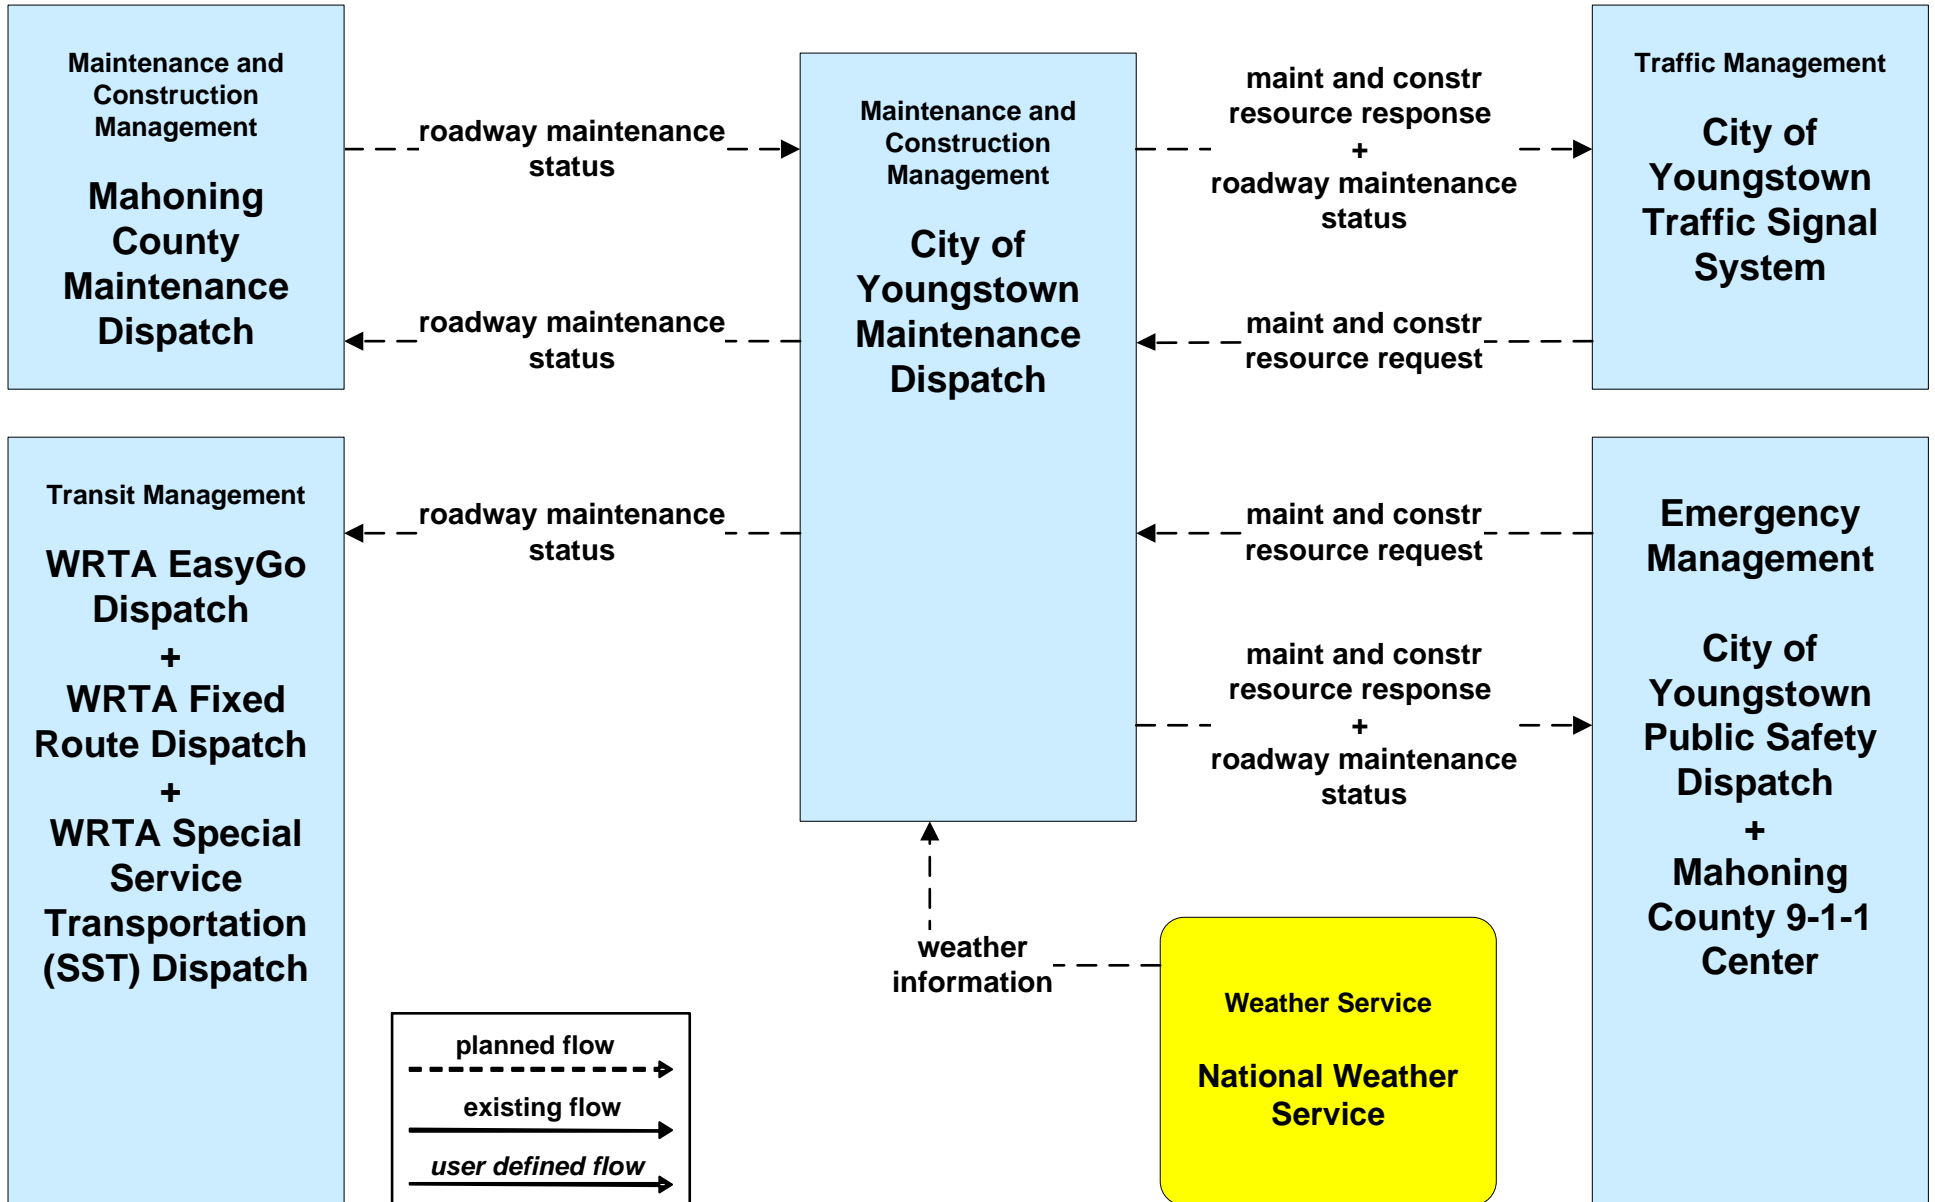 Maintenance and
Construction
Management
Mahoning
County
Maintenance
Dispatch
roadway maintenance
status
roadway maintenance
status
Maintenance and
Construction
Management
City of
Youngstown
Maintenance
Dispatch
maint and constr
resource response
+
roadway maintenance
status
maint and constr
resource request
Traffic Management
City of
Youngstown
Traffic Signal
System
Transit Management
WRTA EasyGo
Dispatch
+
WRTA Fixed
Route Dispatch
+
WRTA Special
Service
Transportation
(SST) Dispatch
roadway maintenance
status
maint and constr
resource request
maint and constr
resource response
+
roadway maintenance
status
Emergency
Management
City of
Youngstown
Public Safety
Dispatch
+
Mahoning
County 9-1-1
Center
weather
information
Weather Service
National Weather
Service
planned flow
existing flow
user defined flow